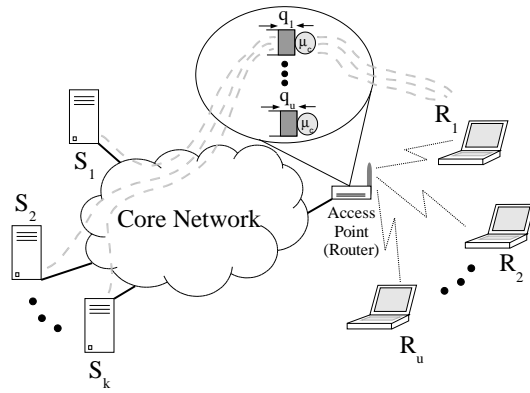 q1
μc
qu
μc
S1
R1
S2
Core Network
Access
Point
(Router)
R2
Sk
Ru